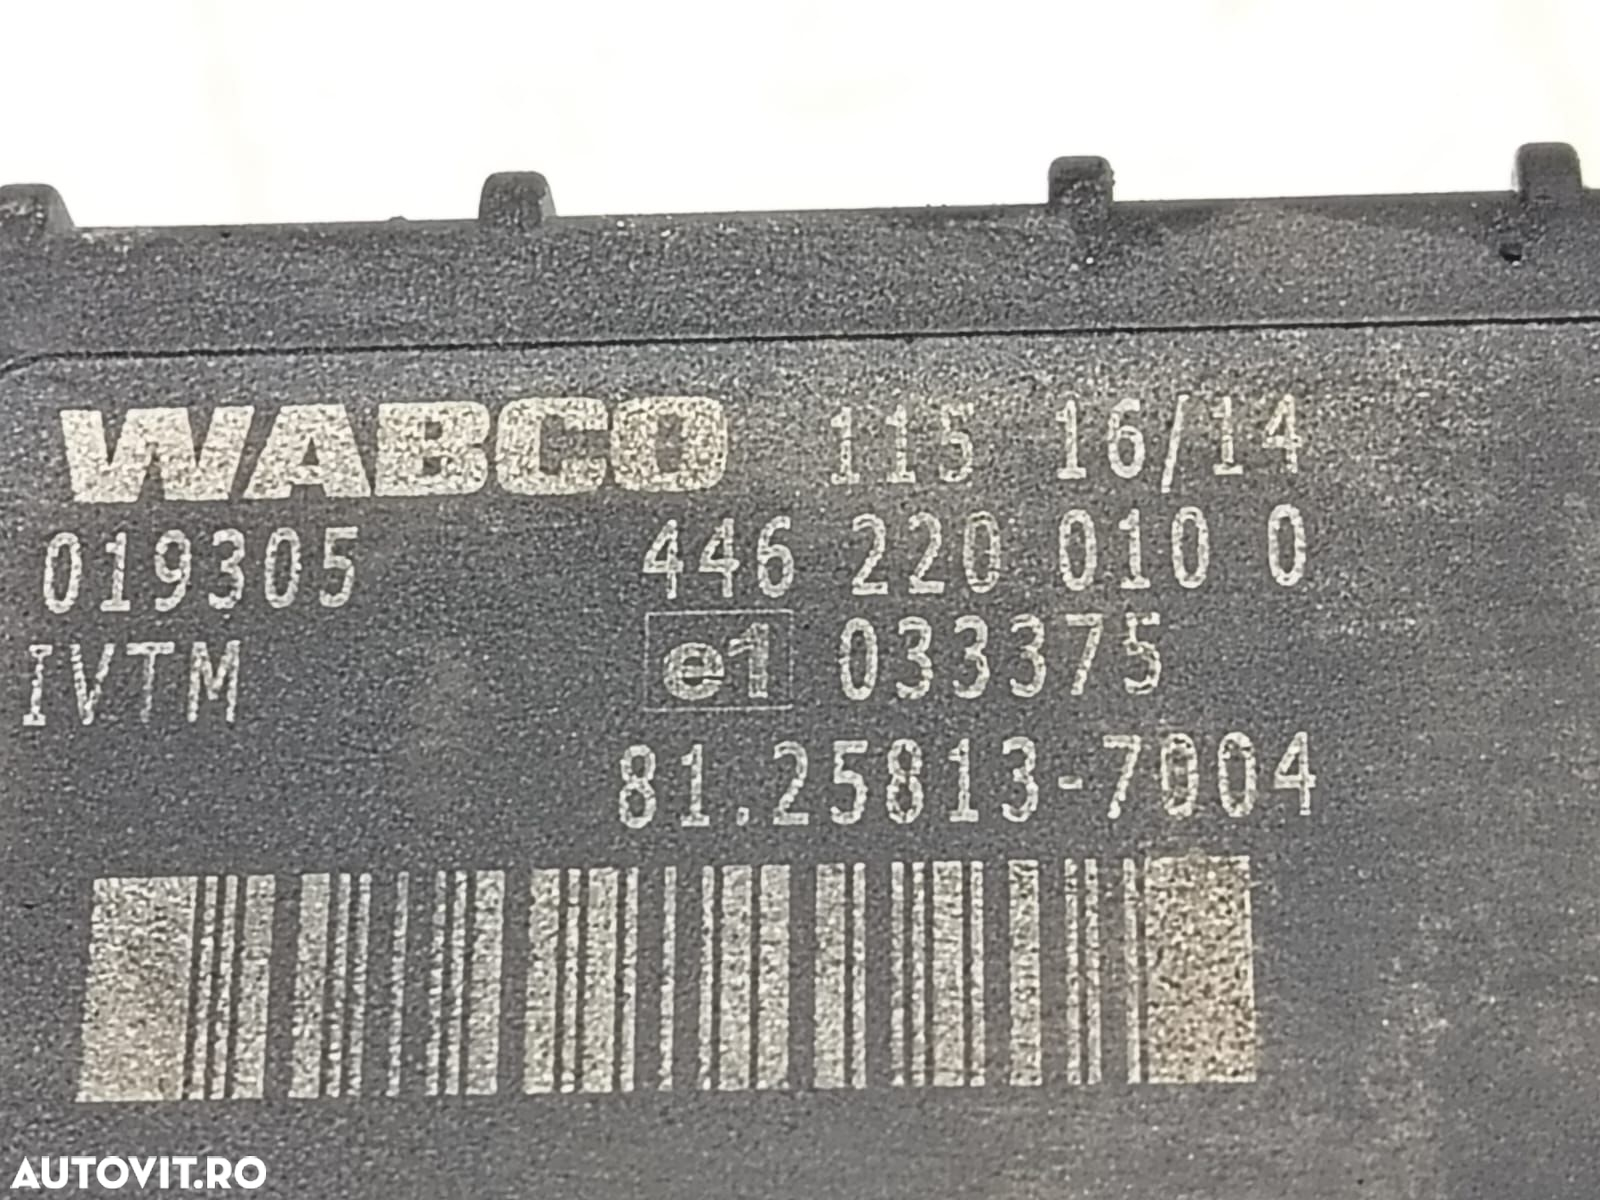 WABCO 115 16/14
019305 446 220 010 0
IVTM e1 033375
81.25813-7004
AUTOVIT.RO